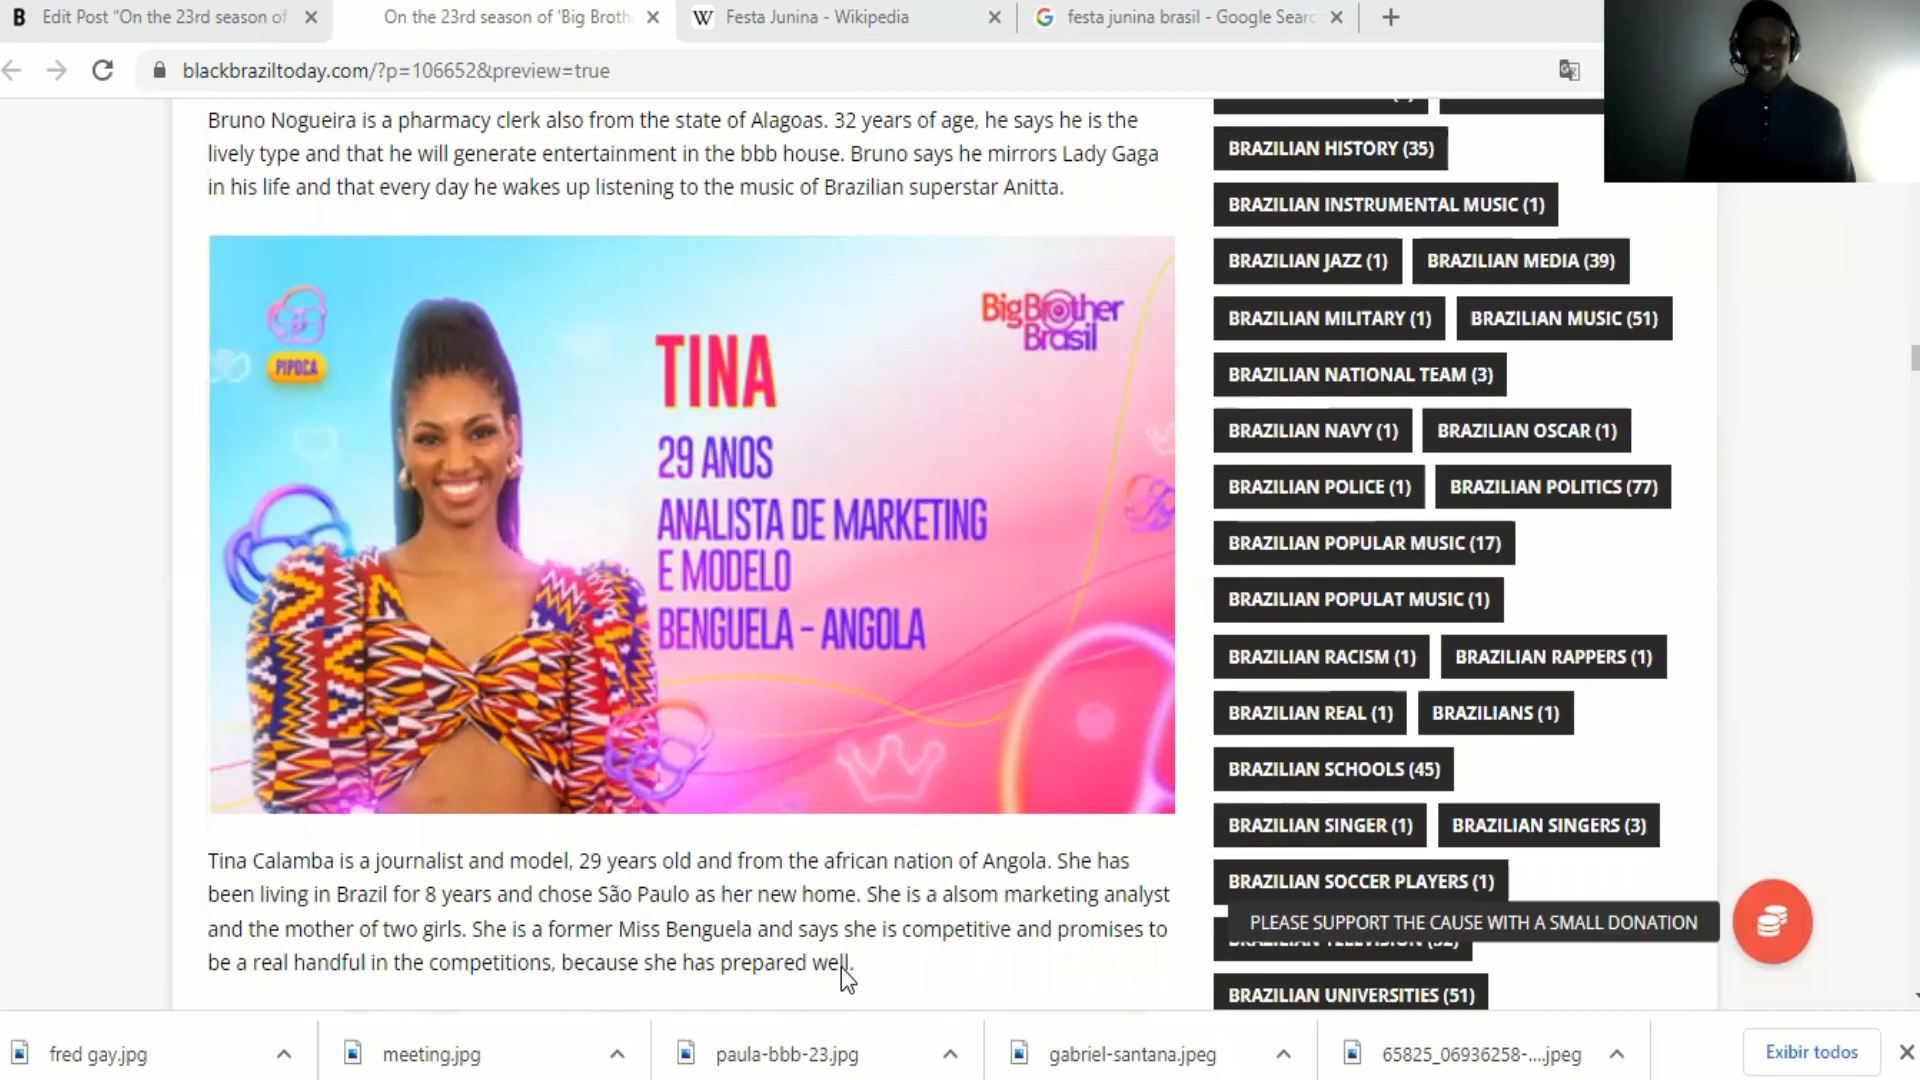 Edit Post “On the 23rd season of
On the 23rd season of ‘Big Broth
Festa Junina - Wikipedia
festa junina brasil - Google Searc
blackbraziltoday.com/?p=106652&preview=true
Bruno Nogueira is a pharmacy clerk also from the state of Alagoas. 32 years of age, he says he is the
lively type and that he will generate entertainment in the bbb house. Bruno says he mirrors Lady Gaga
in his life and that every day he wakes up listening to the music of Brazilian superstar Anitta.
PIPOCA
Big Brother
Brasil
TINA
29 ANOS
ANALISTA DE MARKETING
E MODELO
BENGUELA - ANGOLA
Tina Calamba is a journalist and model, 29 years old and from the african nation of Angola. She has
been living in Brazil for 8 years and chose São Paulo as her new home. She is a alsom marketing analyst
and the mother of two girls. She is a former Miss Benguela and says she is competitive and promises to
be a real handful in the competitions, because she has prepared well.
BRAZILIAN HISTORY (35)
BRAZILIAN INSTRUMENTAL MUSIC (1)
BRAZILIAN JAZZ (1) BRAZILIAN MEDIA (39)
BRAZILIAN MILITARY (1) BRAZILIAN MUSIC (51)
BRAZILIAN NATIONAL TEAM (3)
BRAZILIAN NAVY (1) BRAZILIAN OSCAR (1)
BRAZILIAN POLICE (1) BRAZILIAN POLITICS (77)
BRAZILIAN POPULAR MUSIC (17)
BRAZILIAN POPULAT MUSIC (1)
BRAZILIAN RACISM (1) BRAZILIAN RAPPERS (1)
BRAZILIAN REAL (1) BRAZILIANS (1)
BRAZILIAN SCHOOLS (45)
BRAZILIAN SINGER (1) BRAZILIAN SINGERS (3)
BRAZILIAN SOCCER PLAYERS (1)
PLEASE SUPPORT THE CAUSE WITH A SMALL DONATION
BRAZILIAN UNIVERSITIES (51)
fred gay.jpg
meeting.jpg
paula-bbb-23.jpg
gabriel-santana.jpeg
65825_06936258-....jpeg
Exibir todos